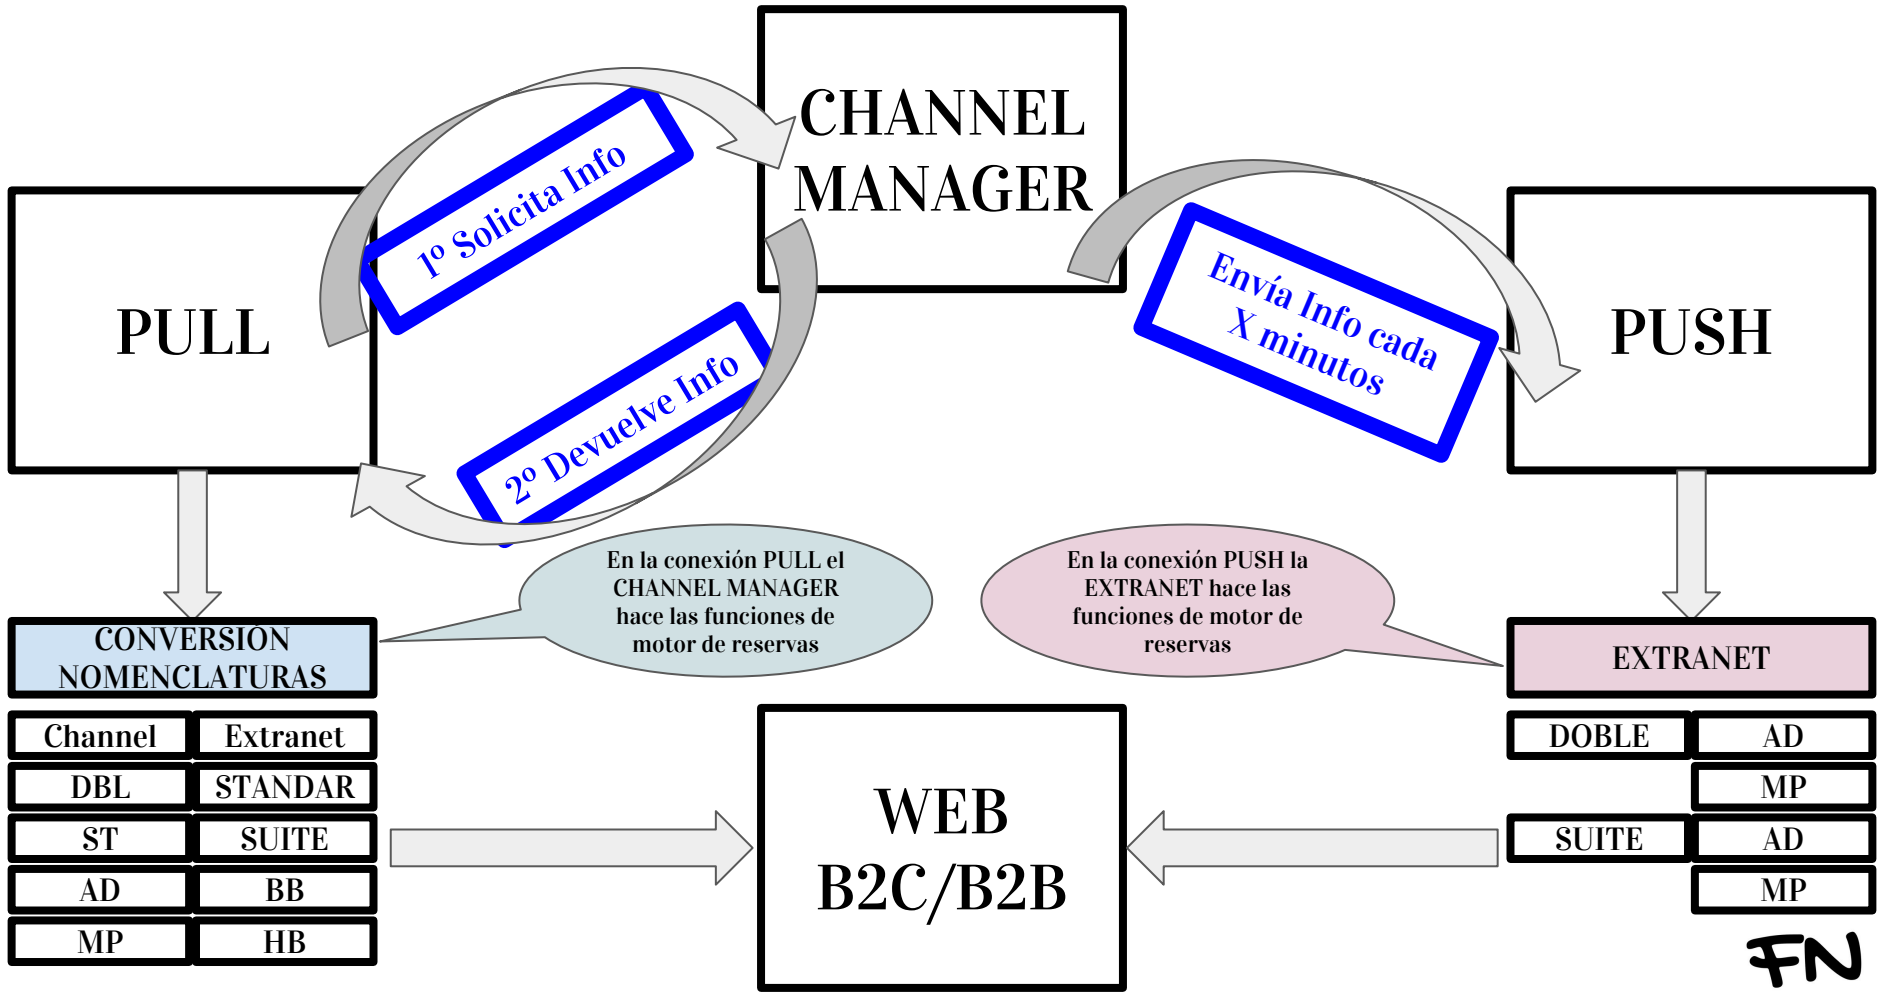 CHANNEL
MANAGER
PULL
1º Solicita Info
2º Devuelve Info
Envía Info cada
X minutos
PUSH
En la conexión PULL el
CHANNEL MANAGER
hace las funciones de
motor de reservas
En la conexión PUSH la
EXTRANET hace las
funciones de motor de
reservas
CONVERSIÓN
NOMENCLATURAS
Channel Extranet
DBL STANDAR
ST SUITE
AD BB
MP HB
WEB
B2C/B2B
EXTRANET
DOBLE AD
MP
SUITE AD
MP
FN